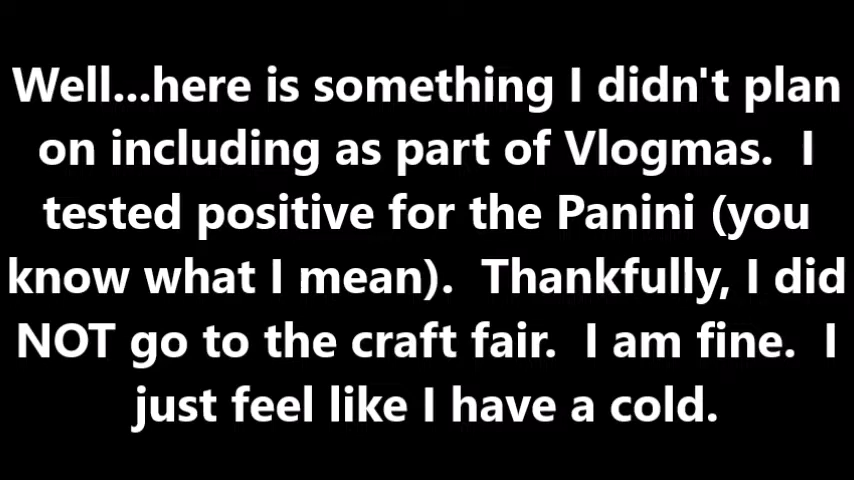 Well...here is something I didn't plan
on including as part of Vlogmas.  I
tested positive for the Panini (you
know what I mean).  Thankfully, I did
NOT go to the craft fair.  I am fine.  I
just feel like I have a cold.